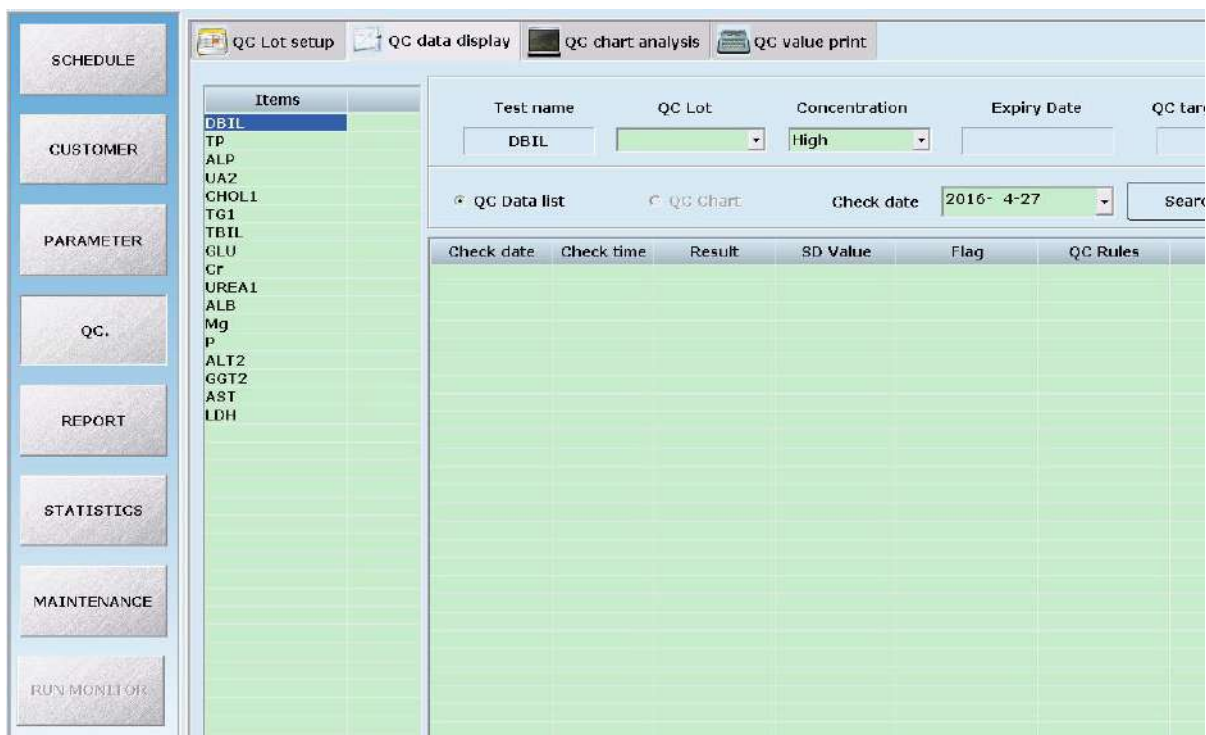 SCHEDULE
CUSTOMER
PARAMETER
QC.
REPORT
STATISTICS
MAINTENANCE
RUN MONITOR
QC Lot setup QC data display QC chart analysis QC value print
Items
DBIL
TP
ALP
UA2
CHOL1
TG1
TBIL
GLU
Cr
UREA1
ALB
Mg
P
ALT2
GGT2
AST
LDH
Test name QC Lot Concentration Expiry Date QC tar
DBIL High
QC Data list QC Chart Check date 2016- 4-27 Sear
Check date Check time Result SD Value Flag QC Rules